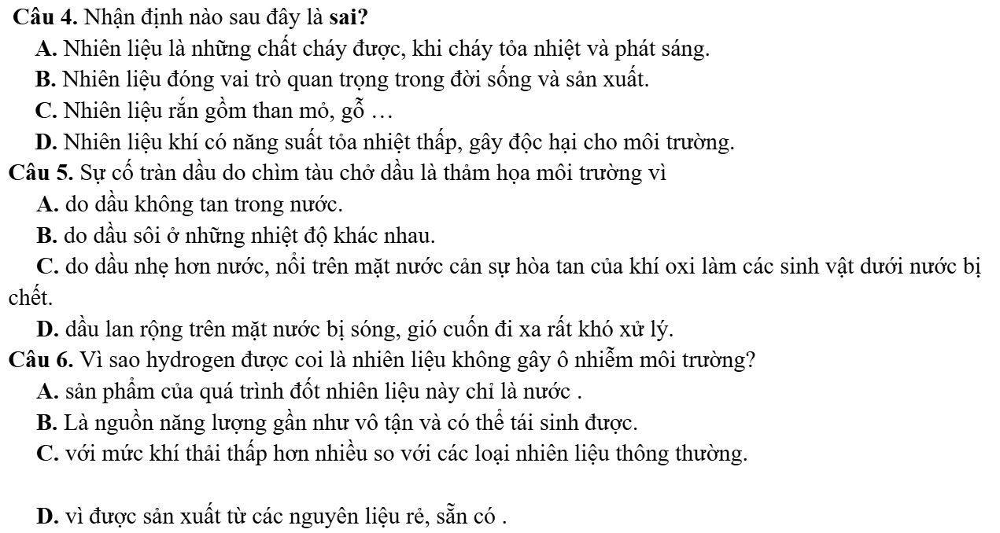 Câu 4. Nhận định nào sau đây là sai?
A. Nhiên liệu là những chất cháy được, khi cháy tỏa nhiệt và phát sáng.
B. Nhiên liệu đóng vai trò quan trọng trong đời sống và sản xuất.
C. Nhiên liệu rắn gồm than mỏ, gỗ …
D. Nhiên liệu khí có năng suất tỏa nhiệt thấp, gây độc hại cho môi trường.
Câu 5. Sự cố tràn dầu do chìm tàu chở dầu là thảm họa môi trường vì
A. do dầu không tan trong nước.
B. do dầu sôi ở những nhiệt độ khác nhau.
C. do dầu nhẹ hơn nước, nổi trên mặt nước cản sự hòa tan của khí oxi làm các sinh vật dưới nước bị
chết.
D. dầu lan rộng trên mặt nước bị sóng, gió cuốn đi xa rất khó xử lý.
Câu 6. Vì sao hydrogen được coi là nhiên liệu không gây ô nhiễm môi trường?
A. sản phẩm của quá trình đốt nhiên liệu này chỉ là nước .
B. Là nguồn năng lượng gần như vô tận và có thể tái sinh được.
C. với mức khí thải thấp hơn nhiều so với các loại nhiên liệu thông thường.
D. vì được sản xuất từ các nguyên liệu rẻ, sẵn có .